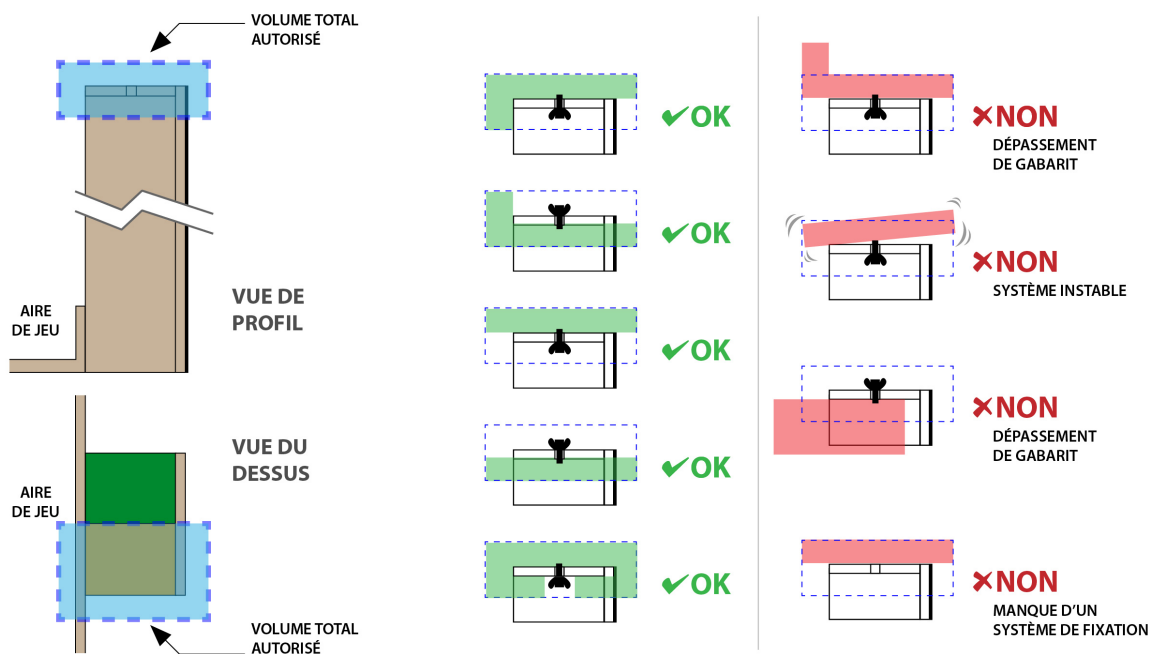 VOLUME TOTAL
AUTORISÉ
AIRE
DE JEU
VUE DE
PROFIL
VUE DU
DESSUS
AIRE
DE JEU
VOLUME TOTAL
AUTORISÉ
OK
OK
OK
OK
OK
NON
DÉPASSEMENT
DE GABARIT
NON
SYSTÈME INSTABLE
NON
DÉPASSEMENT
DE GABARIT
NON
MANQUE D'UN
SYSTÈME DE FIXATION